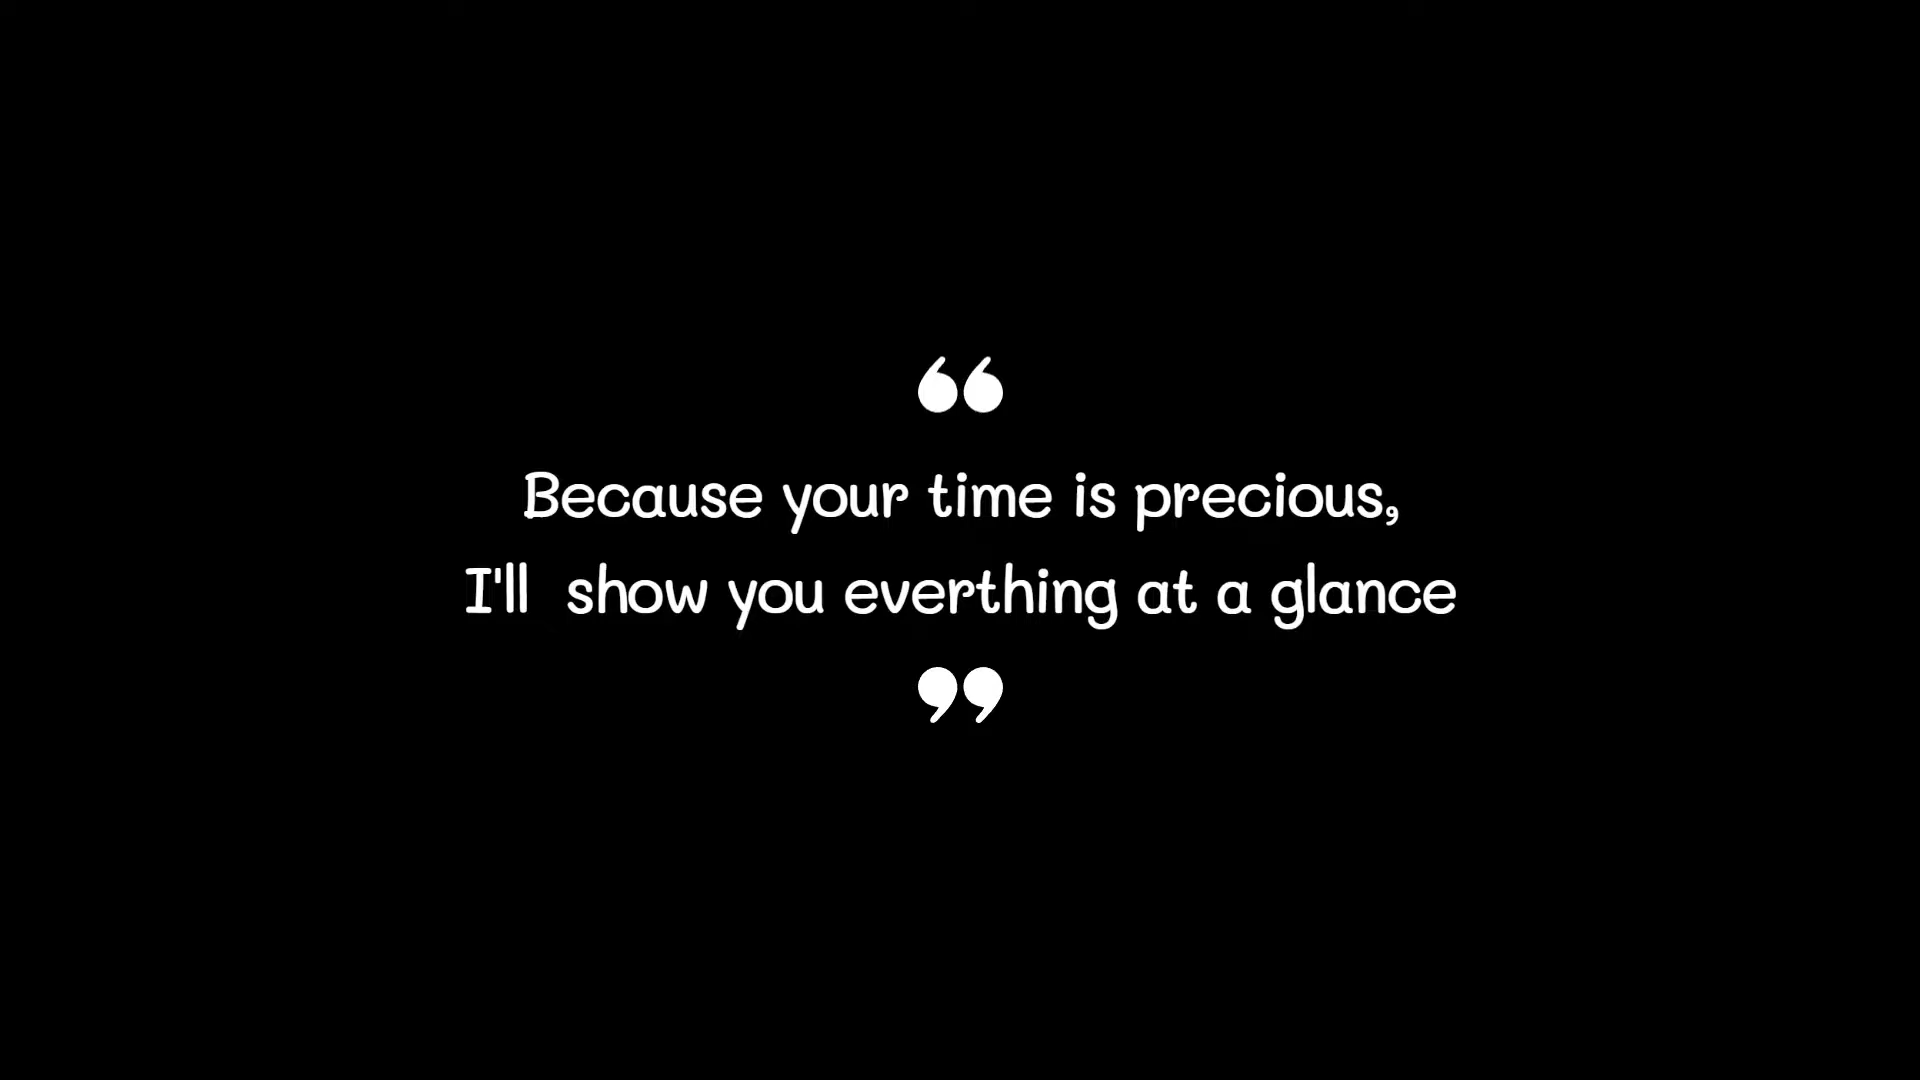 “
Because your time is precious,
I'll  show you everthing at a glance
”